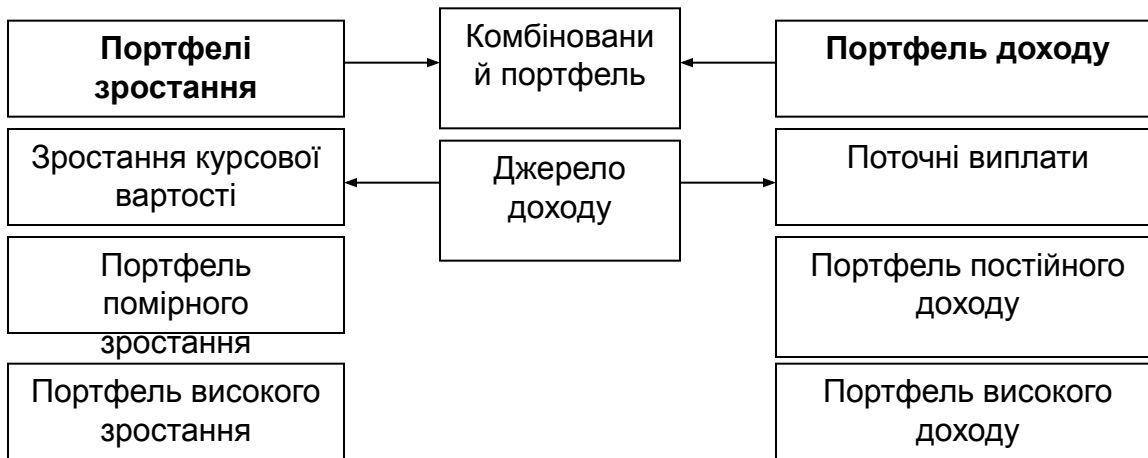 Портфелі
зростання
Комбіновани
й портфель
Портфель доходу
Зростання курсової
вартості
Джерело
доходу
Поточні виплати
Портфель
помірного
зростання
Портфель постійного
доходу
Портфель високого
зростання
Портфель високого
доходу